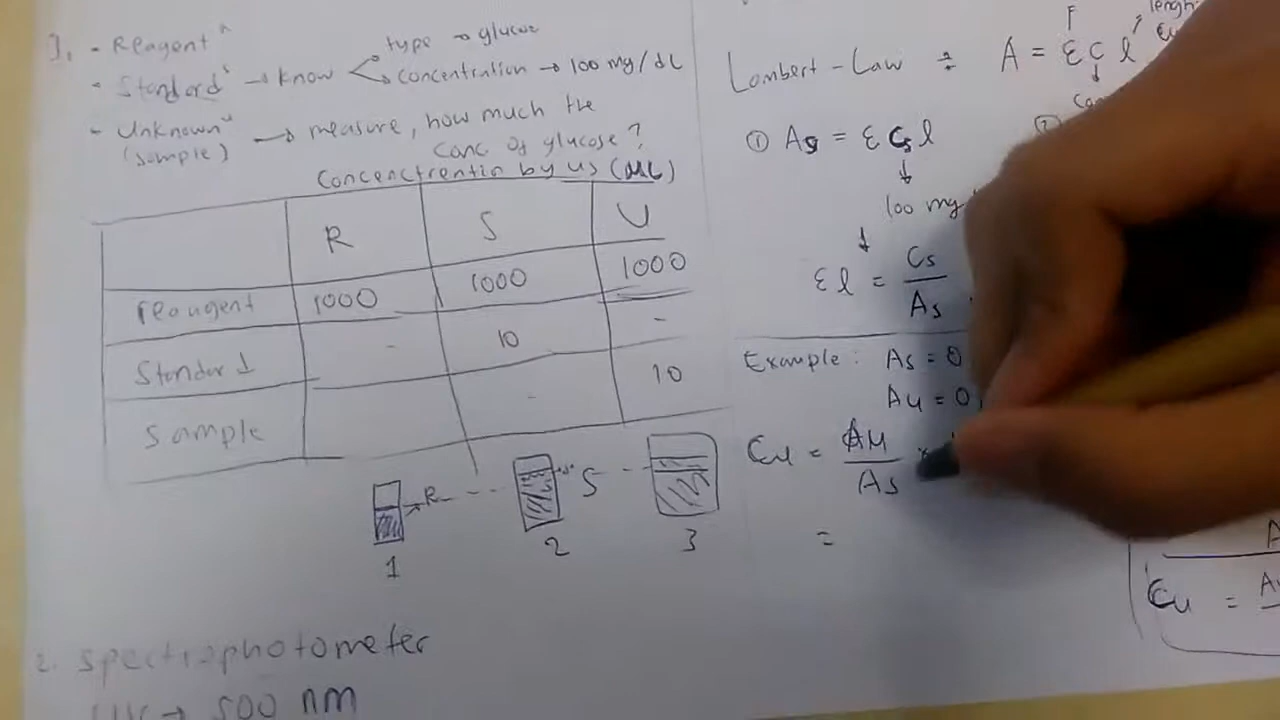 1. - Reagent
- Standard → know < type → glucose
concentration → 100 mg/dL
- Unknown → measure, how much the
(sample) conc of glucose?
concenctrentin by us (ML)
R S U
reaugent 1000 1000 1000
Standard - 10 -
sample - 10
R S
1 2 3
2. spectrophotometer
→ 500 nm
Lambert-Law ÷ A = ε c l
① As = ε Cs l
↓
100 mg
↓
ε l = Cs / As
Example: As = 0
Au = 0,
Cu = Au / As ×
=
Cu =